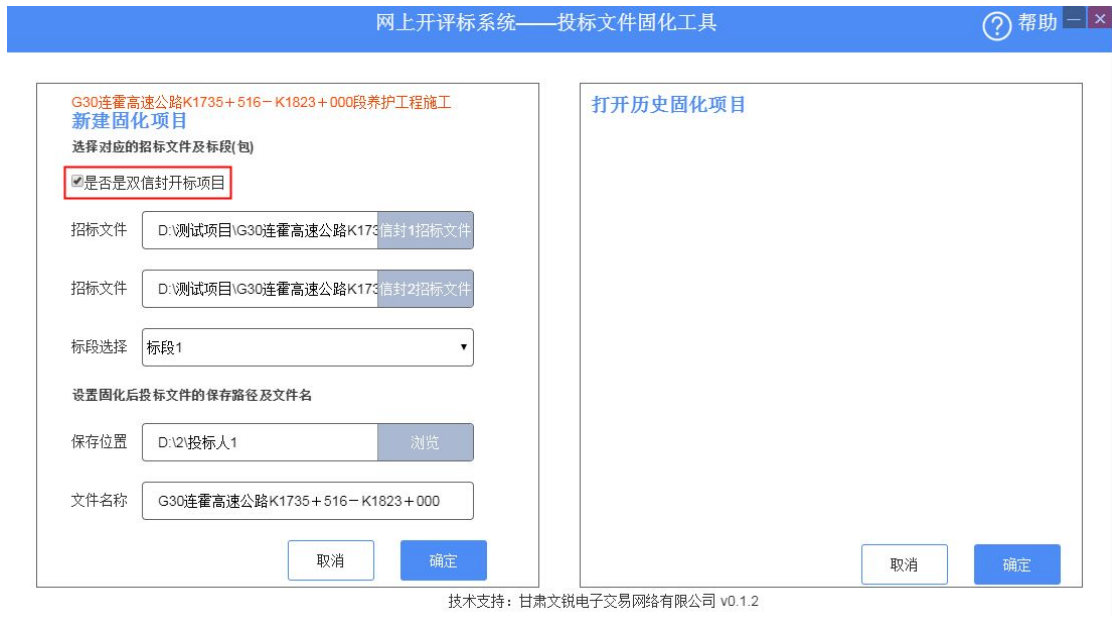 网上开评标系统——投标文件固化工具
? 帮助 — ×
G30连霍高速公路K1735+516-K1823+000段养护工程施工
新建固化项目
选择对应的招标文件及标段(包)
是否是双信封开标项目
招标文件 D:\测试项目\G30连霍高速公路K173 信封1招标文件
招标文件 D:\测试项目\G30连霍高速公路K173 信封2招标文件
标段选择 标段1
设置固化后投标文件的保存路径及文件名
保存位置 D:\2\投标人1 浏览
文件名称 G30连霍高速公路K1735+516-K1823+000
取消 确定
打开历史固化项目
取消 确定
技术支持：甘肃文锐电子交易网络有限公司 v0.1.2